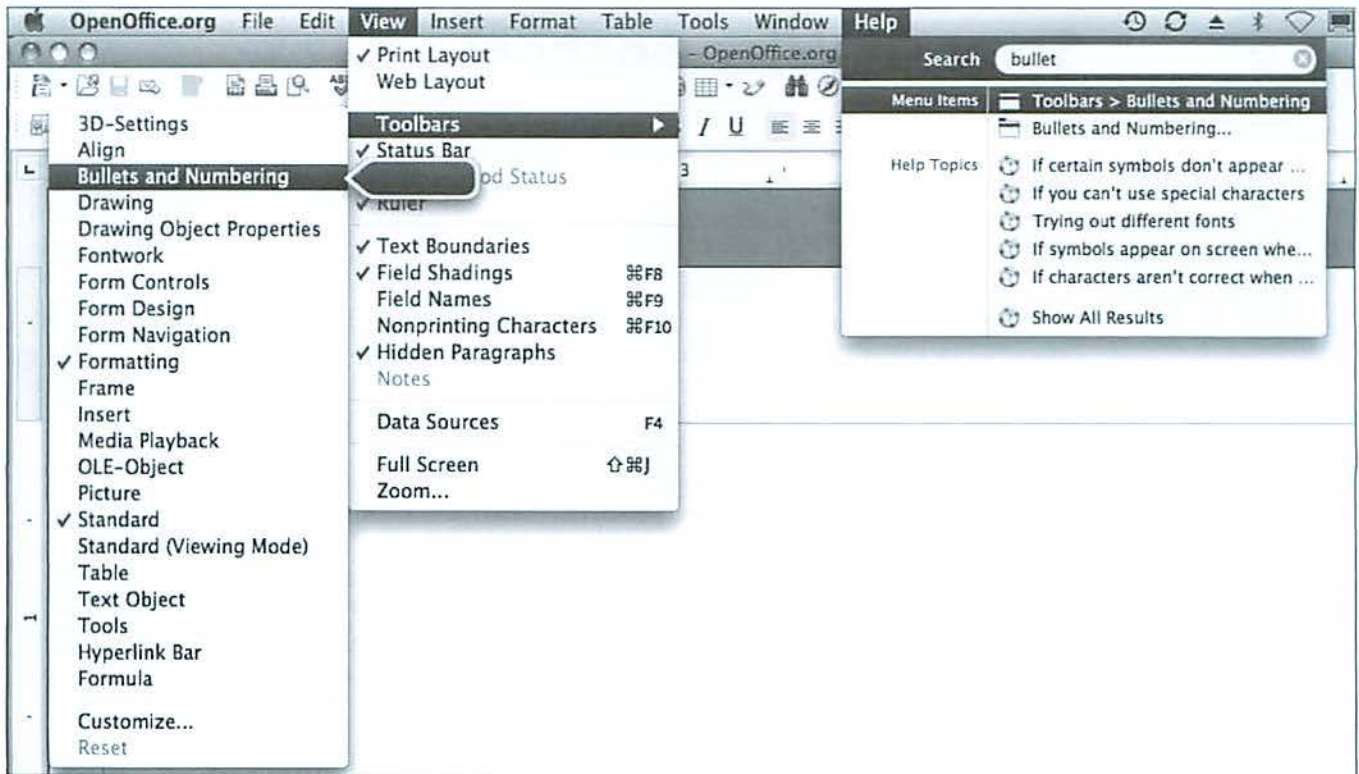 OpenOffice.org File Edit View Insert Format Table Tools Window Help
- OpenOffice.org
Print Layout
Web Layout
Toolbars
Status Bar
od Status
Ruler
Text Boundaries
Field Shadings ⌘F8
Field Names ⌘F9
Nonprinting Characters ⌘F10
Hidden Paragraphs
Notes
Data Sources F4
Full Screen ⇧⌘J
Zoom...
3D-Settings
Align
Bullets and Numbering
Drawing
Drawing Object Properties
Fontwork
Form Controls
Form Design
Form Navigation
Formatting
Frame
Insert
Media Playback
OLE-Object
Picture
Standard
Standard (Viewing Mode)
Table
Text Object
Tools
Hyperlink Bar
Formula
Customize...
Reset
Search bullet
Menu Items Toolbars > Bullets and Numbering
Bullets and Numbering...
Help Topics If certain symbols don't appear ...
If you can't use special characters
Trying out different fonts
If symbols appear on screen whe...
If characters aren't correct when ...
Show All Results
I U
3
1